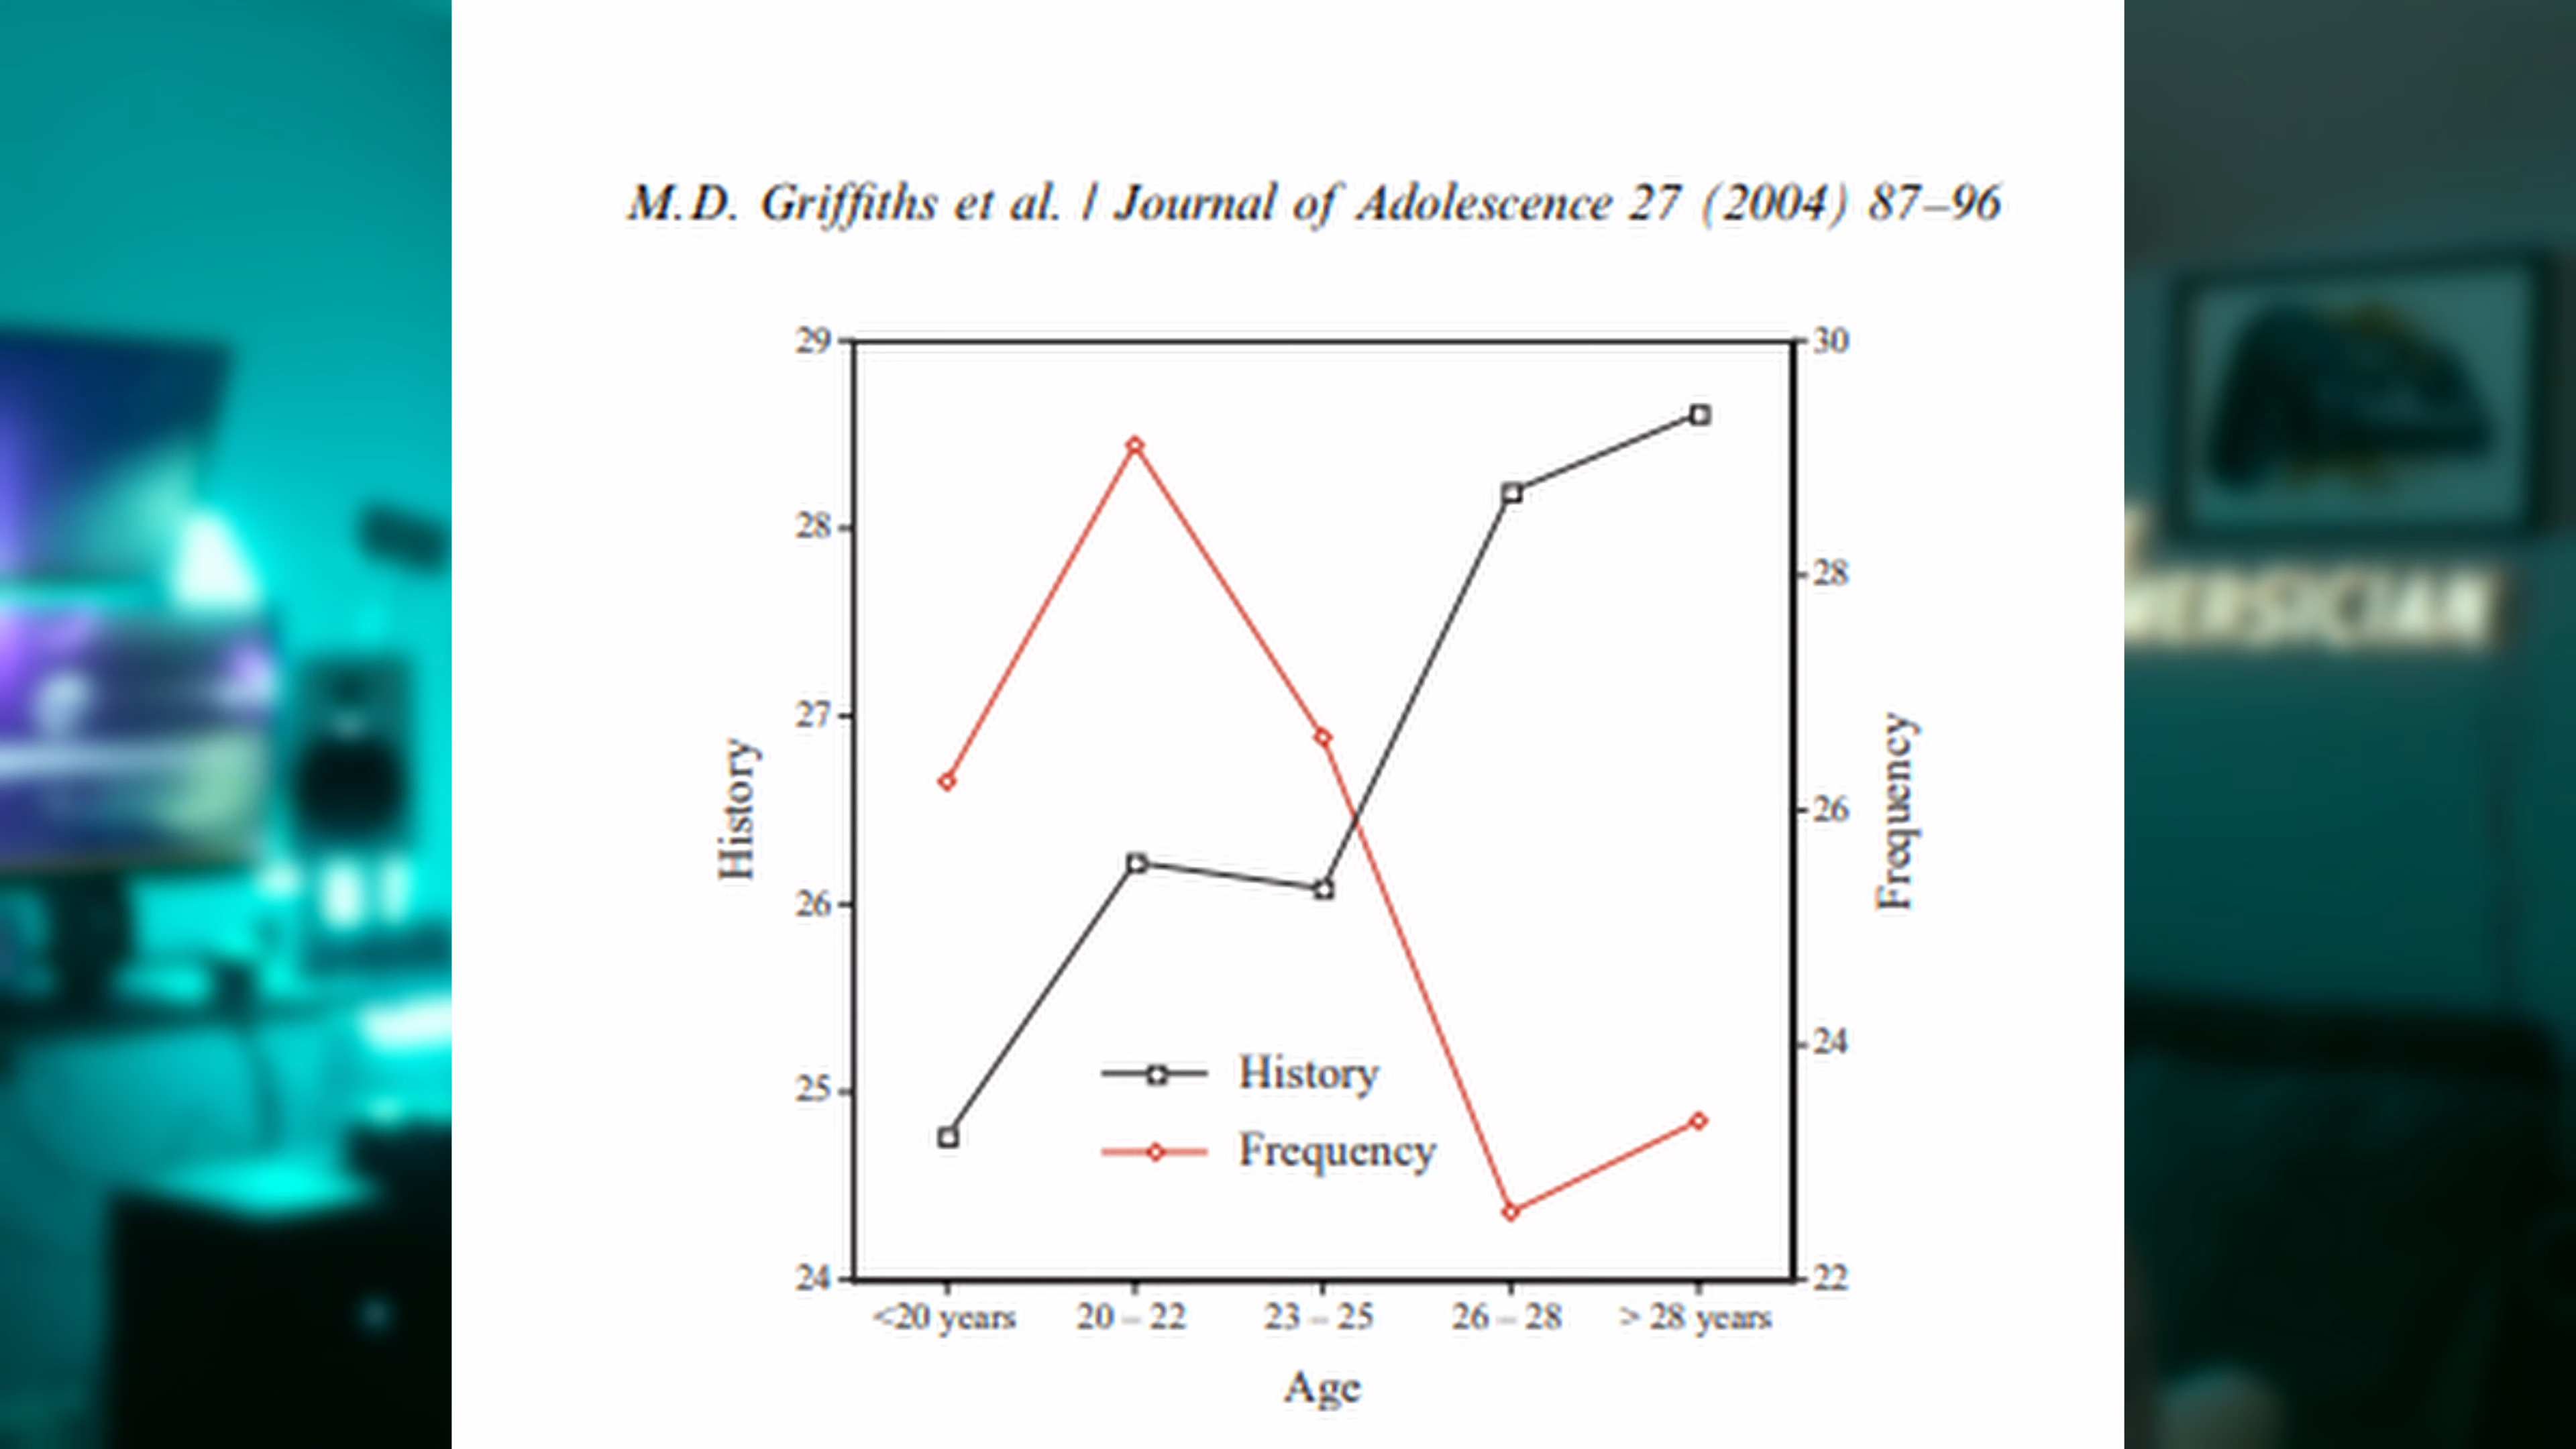 M.D. Griffiths et al. / Journal of Adolescence 27 (2004) 87–96
29
30
28
28
27
26
26
25
24
24
22
History
Frequency
History
Frequency
<20 years
20 – 22
23 – 25
26 – 28
> 28 years
Age